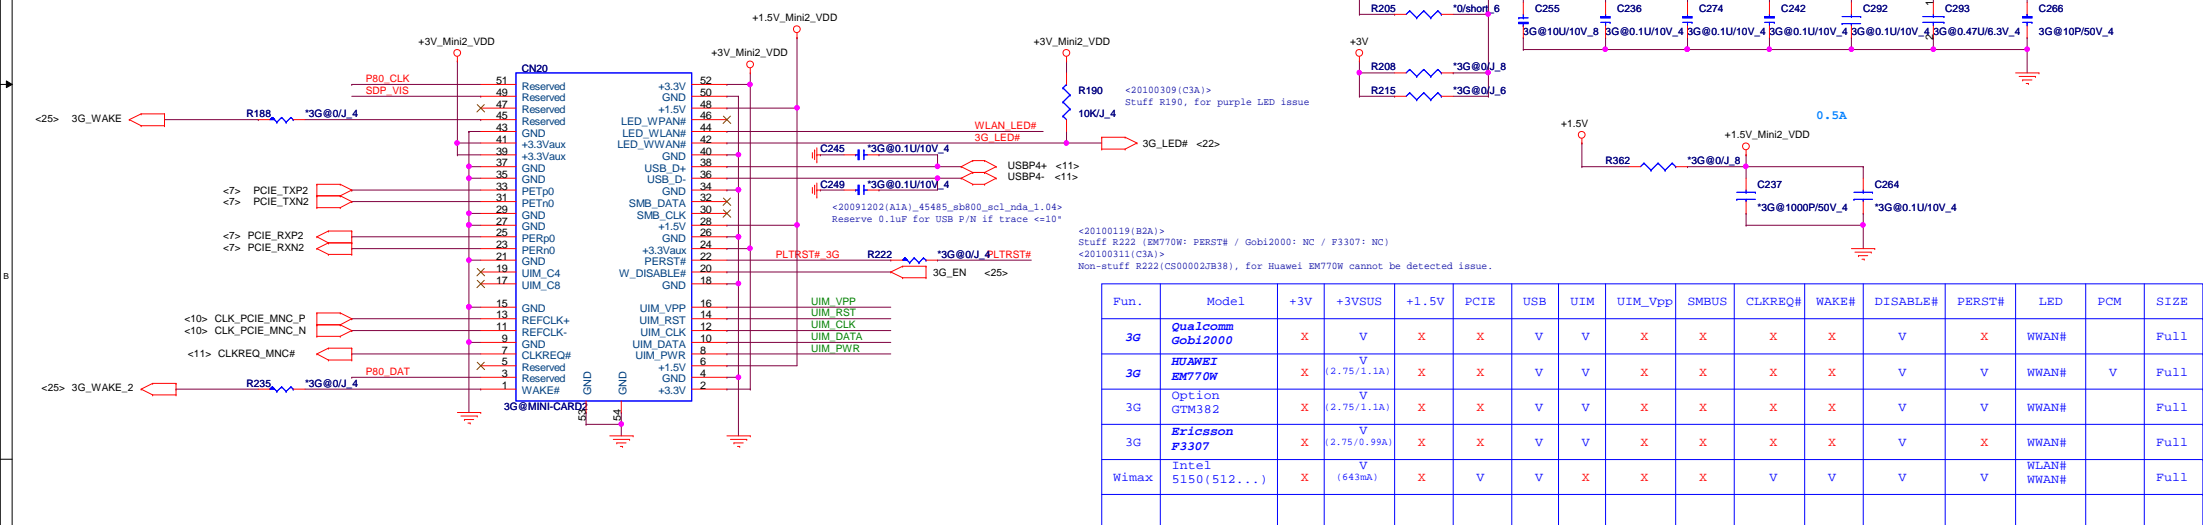 +1.5V_Mini2_VDD
+3V_Mini2_VDD
+3V_Mini2_VDD
+3V_Mini2_VDD
CN20
P80_CLK
SDP_VIS
<25> 3G_WAKE
R188 *3G@0/J_4
51 Reserved +3.3V 52
49 Reserved GND 50
47 Reserved +1.5V 48
45 Reserved LED_WPAN# 46
43 GND LED_WLAN# 44
41 +3.3Vaux LED_WWAN# 42
39 +3.3Vaux GND 40
37 GND USB_D+ 38
35 GND USB_D- 36
33 PETp0 GND 34
31 PETn0 SMB_DATA 32
29 GND SMB_CLK 30
27 GND +1.5V 28
25 PERp0 GND 26
23 PERn0 +3.3Vaux 24
21 GND PERST# 22
19 UIM_C4 W_DISABLE# 20
17 UIM_C8 GND 18
15 GND UIM_VPP 16
13 REFCLK+ UIM_RST 14
11 REFCLK- UIM_CLK 12
9 GND UIM_DATA 10
7 CLKREQ# UIM_PWR 8
5 Reserved +1.5V 6
3 Reserved GND 4
1 WAKE# +3.3V 2
GND GND
53 54
3G@MINI-CARD2
<7> PCIE_TXP2
<7> PCIE_TXN2
<7> PCIE_RXP2
<7> PCIE_RXN2
<10> CLK_PCIE_MNC_P
<10> CLK_PCIE_MNC_N
<11> CLKREQ_MNC#
P80_DAT
<25> 3G_WAKE_2
R235 *3G@0/J_4
B
WLAN_LED#
3G_LED#
3G_LED# <22>
R190
10K/J_4
<20100309(C3A)>
Stuff R190, for purple LED issue
C245 *3G@0.1U/10V_4
USBP4+ <11>
USBP4- <11>
C249 *3G@0.1U/10V_4
<20091202(A1A)_45485_sb800_scl_nda_1.04>
Reserve 0.1uF for USB P/N if trace <=10"
PLTRST#_3G
R222 *3G@0/J_4
PLTRST#
3G_EN <25>
UIM_VPP
UIM_RST
UIM_CLK
UIM_DATA
UIM_PWR
<20100119(B2A)>
Stuff R222 (EM770W: PERST# / Gobi2000: NC / F3307: NC)
<20100311(C3A)>
Non-stuff R222(CS00002JB38), for Huawei EM770W cannot be detected issue.
R205 *0/short_6
+3V
R208 *3G@0/J_8
R215 *3G@0/J_6
C255 C236 C274 C242 C292 C293 C266
3G@10U/10V_8 3G@0.1U/10V_4 3G@0.1U/10V_4 3G@0.1U/10V_4 3G@0.1U/10V_4 3G@0.47U/6.3V_4 3G@10P/50V_4
1
2
0.5A
+1.5V
+1.5V_Mini2_VDD
R362 *3G@0/J_8
C237
*3G@1000P/50V_4
C264
*3G@0.1U/10V_4
Fun. Model +3V +3VSUS +1.5V PCIE USB UIM UIM_Vpp SMBUS CLKREQ# WAKE# DISABLE# PERST# LED PCM SIZE
3G Qualcomm Gobi2000 X V X X V V X X X X V X WWAN# Full
3G HUAWEI EM770W X V (2.75/1.1A) X X V V X X X X V V WWAN# V Full
3G Option GTM382 X V (2.75/1.1A) X X V V X X X X V V WWAN# Full
3G Ericsson F3307 X V (2.75/0.99A) X X V V X X X X V X WWAN# Full
Wimax Intel 5150(512...) X V (643mA) X V V X X X V V V V WLAN# WWAN# Full